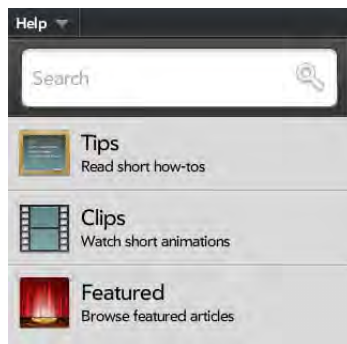 Help
Search
Tips
Read short how-tos
Clips
Watch short animations
Featured
Browse featured articles